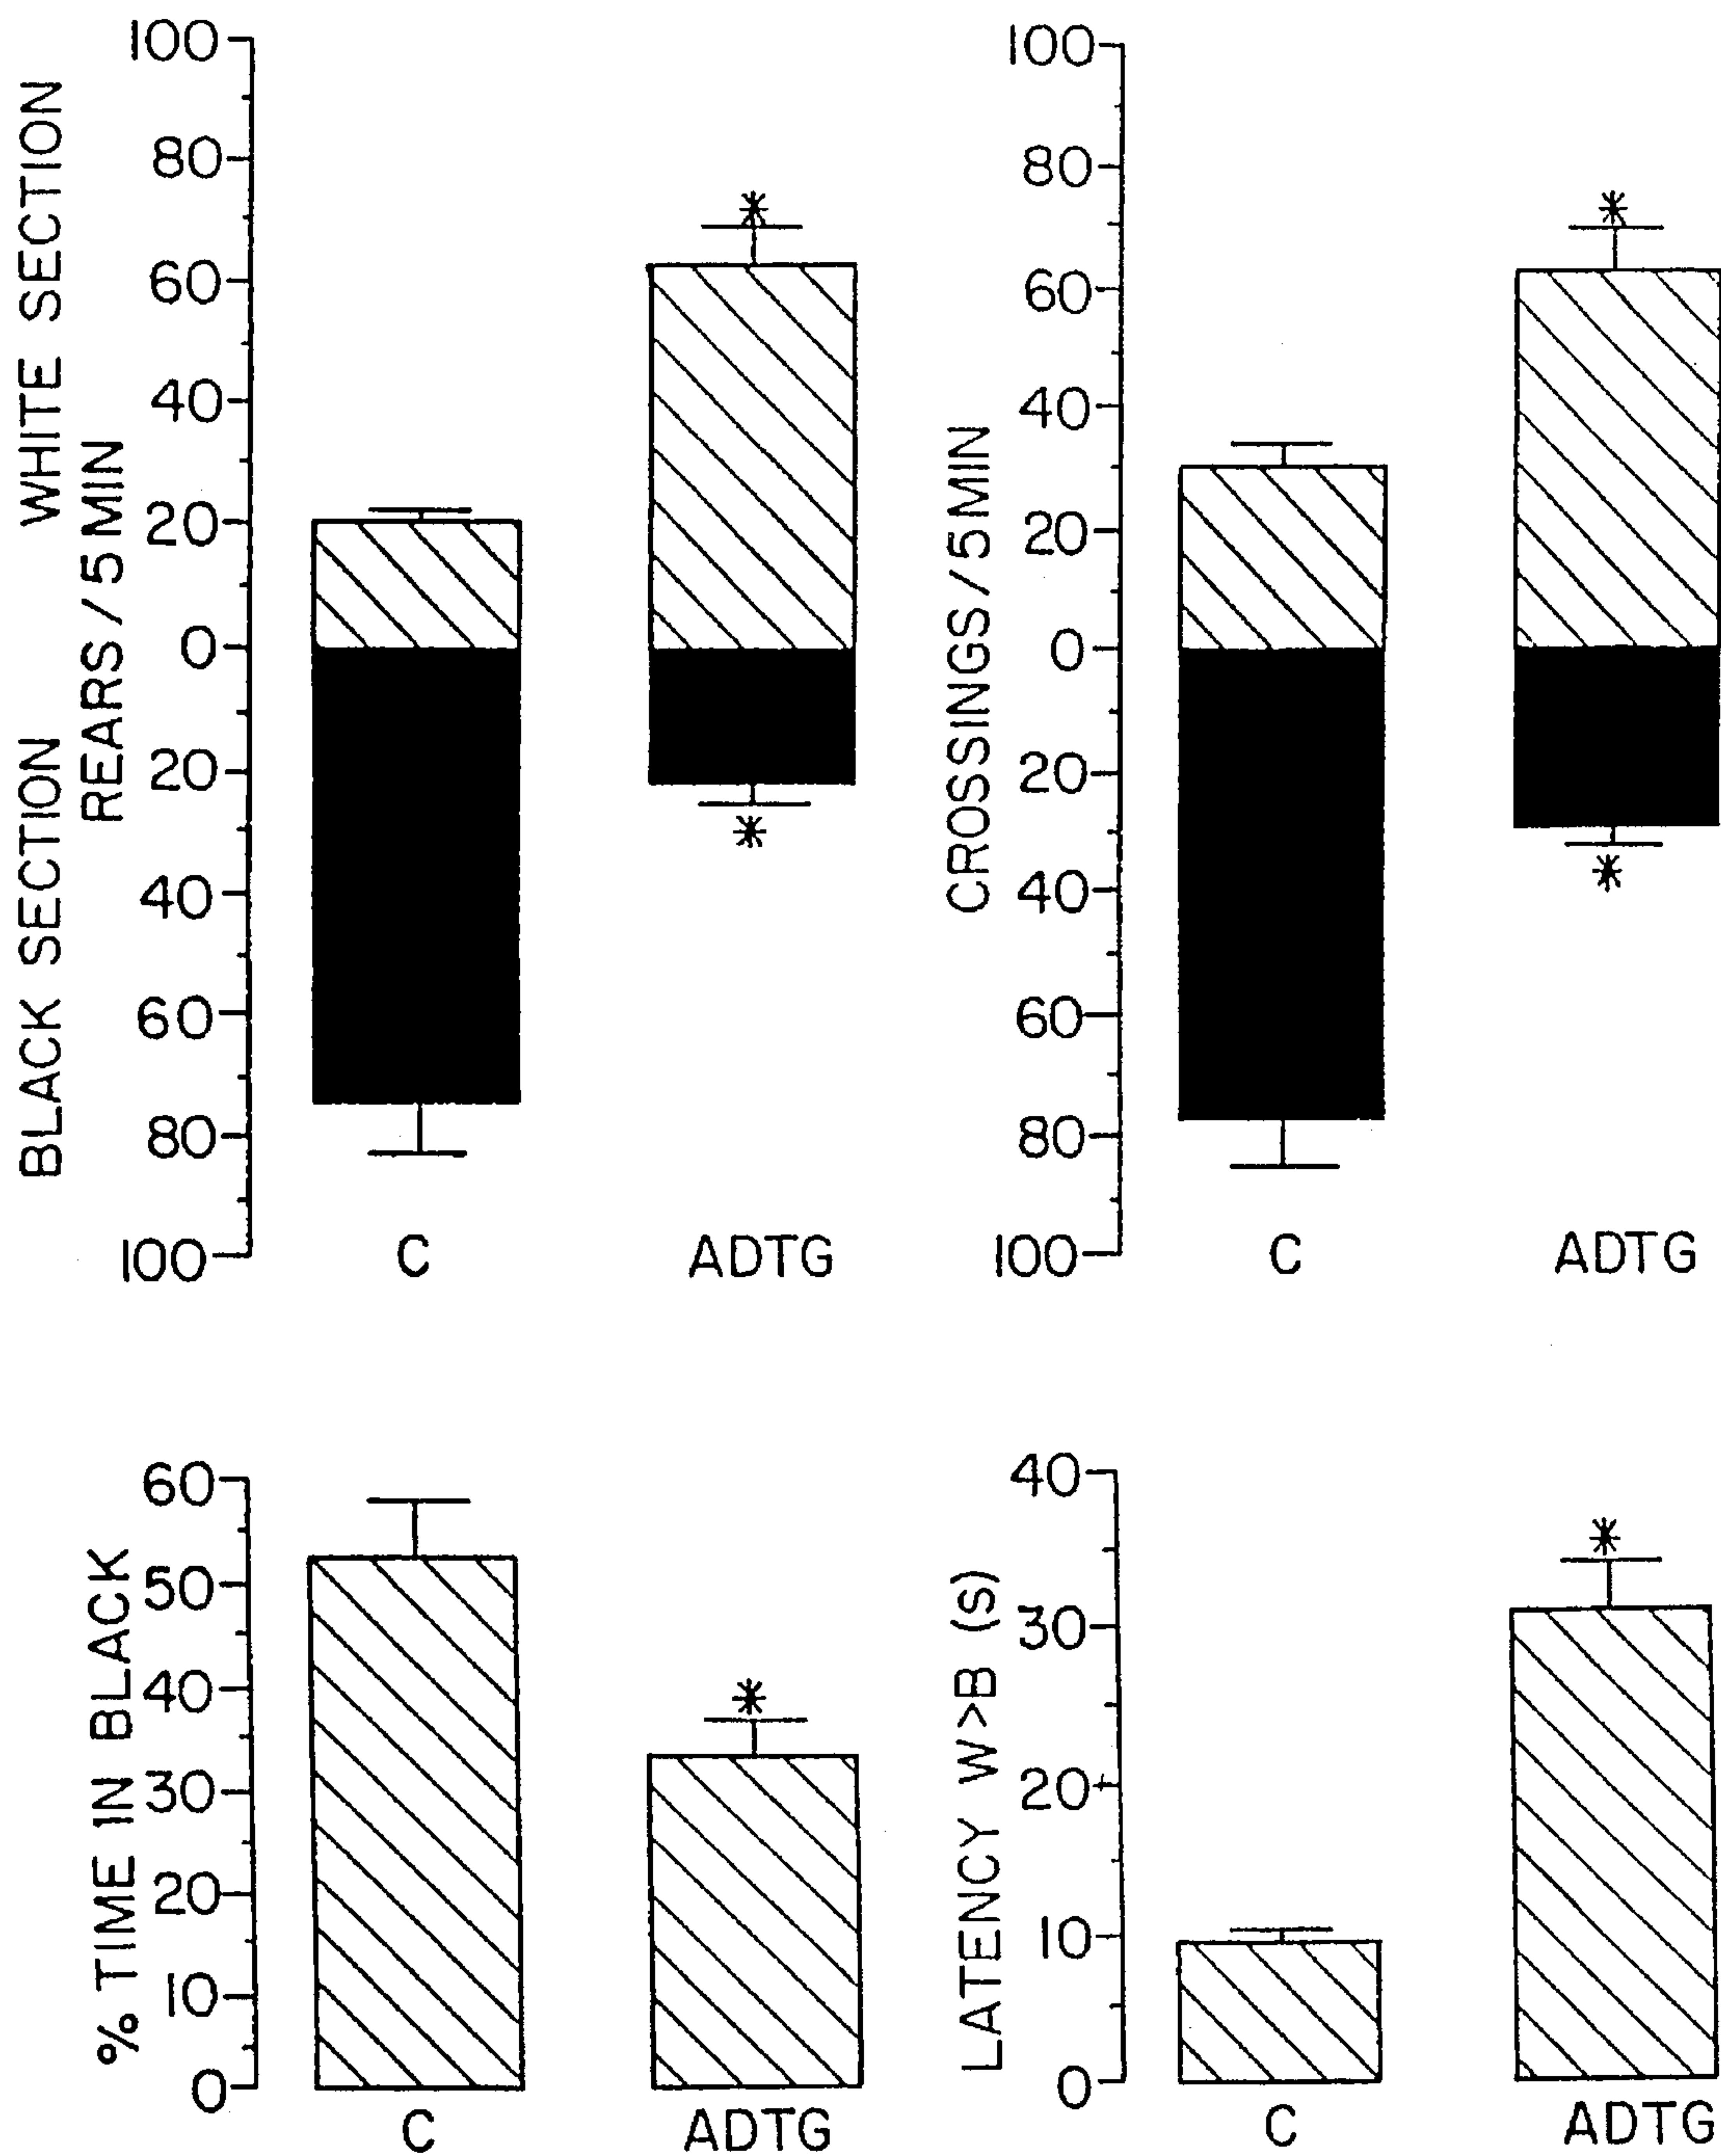 WHITE SECTION
BLACK SECTION
REARS / 5 MIN
100
80
60
40
20
0
20
40
60
80
100
*
*
C
ADTG
CROSSINGS / 5 MIN
100
80
60
40
20
0
20
40
60
80
100
*
*
C
ADTG
% TIME IN BLACK
60
50
40
30
20
10
0
*
C
ADTG
LATENCY W>B (S)
40
30
20
10
0
*
C
ADTG